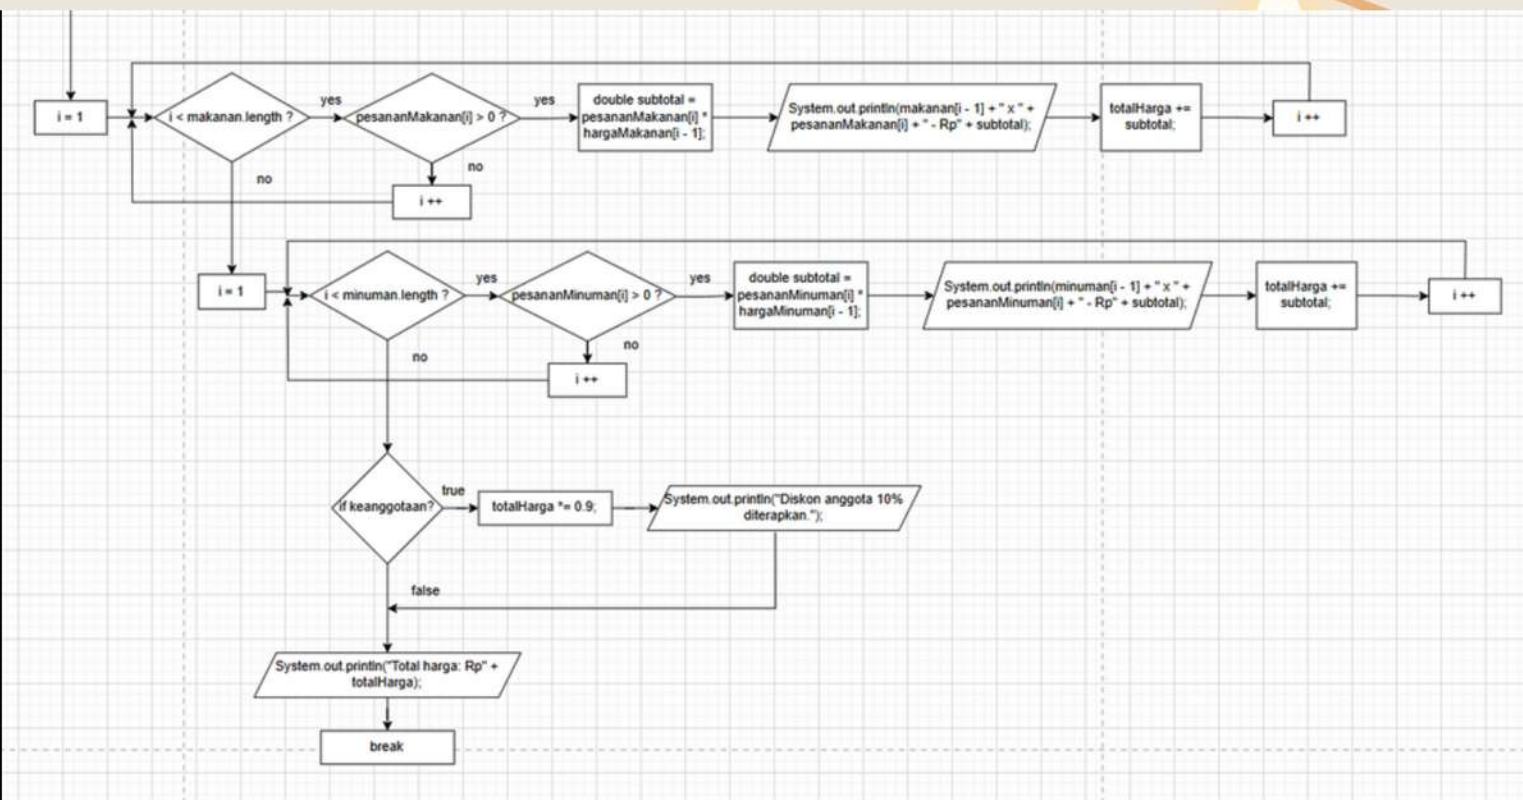 i = 1
i < makanan.length ?
yes
pesananMakanan[i] > 0 ?
yes
double subtotal =
pesananMakanan[i] *
hargaMakanan[i - 1];
System.out.println(makanan[i - 1] + " x " +
pesananMakanan[i] + " - Rp" + subtotal);
totalHarga +=
subtotal;
i ++
no
no
i ++
i = 1
i < minuman.length ?
yes
pesananMinuman[i] > 0 ?
yes
double subtotal =
pesananMinuman[i] *
hargaMinuman[i - 1];
System.out.println(minuman[i - 1] + " x " +
pesananMinuman[i] + " - Rp" + subtotal);
totalHarga +=
subtotal;
i ++
no
no
i ++
if keanggotaan?
true
totalHarga *= 0.9;
System.out.println("Diskon anggota 10%
diterapkan.");
false
System.out.println("Total harga: Rp" +
totalHarga);
break